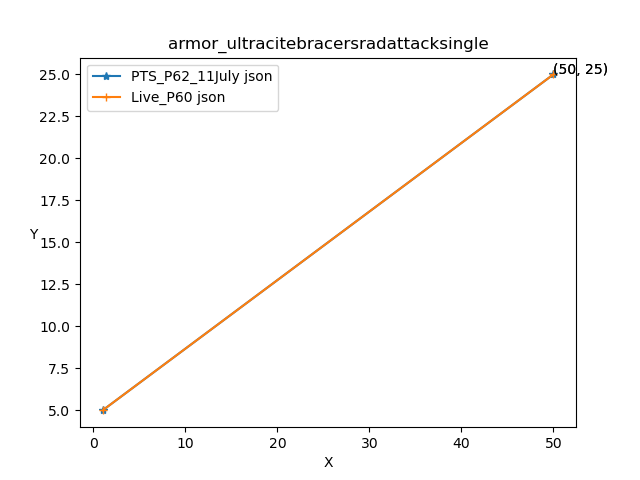 armor_ultracitebracersradattacksingle
PTS_P62_11July json
Live_P60 json
(50, 25)
25.0
22.5
20.0
17.5
15.0
12.5
10.0
7.5
5.0
Y
0 10 20 30 40 50
X